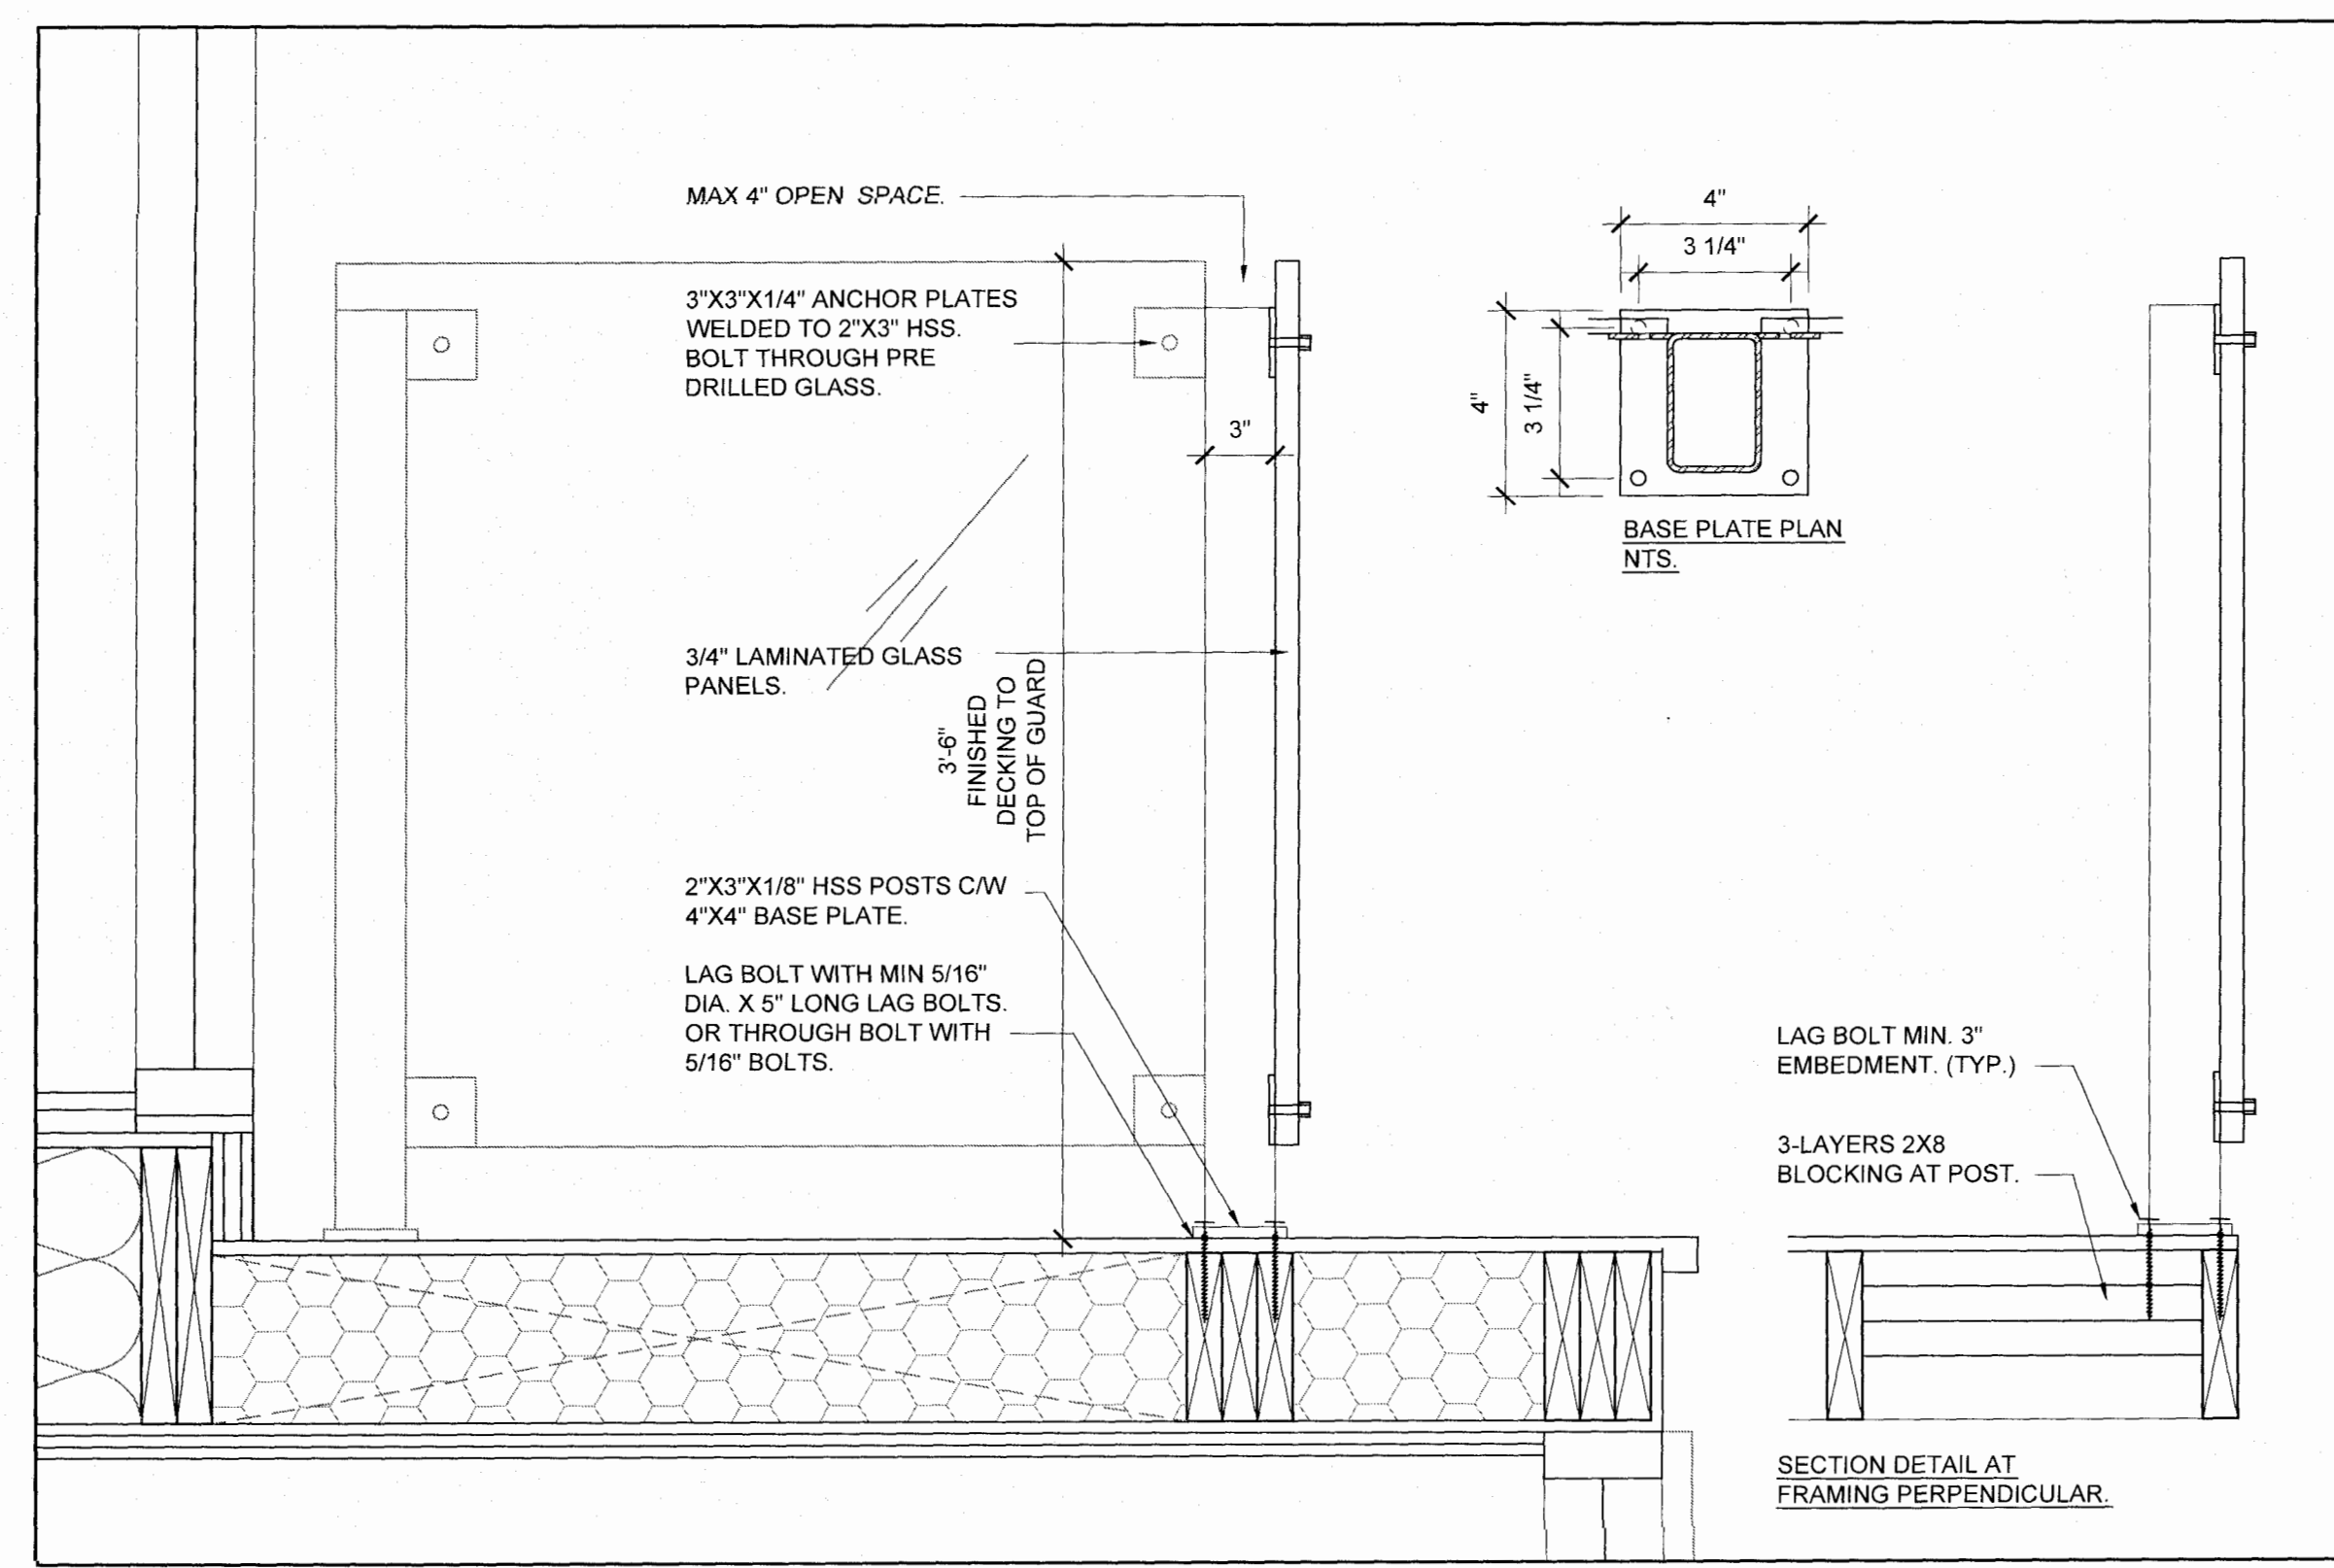 MAX 4" OPEN SPACE.
3"X3"X1/4" ANCHOR PLATES
WELDED TO 2"X3" HSS.
BOLT THROUGH PRE
DRILLED GLASS.
3"
3/4" LAMINATED GLASS
PANELS.
3'-6"
FINISHED
DECKING TO
TOP OF GUARD
2"X3"X1/8" HSS POSTS C/W
4"X4" BASE PLATE.
LAG BOLT WITH MIN 5/16"
DIA. X 5" LONG LAG BOLTS.
OR THROUGH BOLT WITH
5/16" BOLTS.
4"
3 1/4"
4"
3 1/4"
BASE PLATE PLAN
NTS.
LAG BOLT MIN. 3"
EMBEDMENT. (TYP.)
3-LAYERS 2X8
BLOCKING AT POST.
SECTION DETAIL AT
FRAMING PERPENDICULAR.